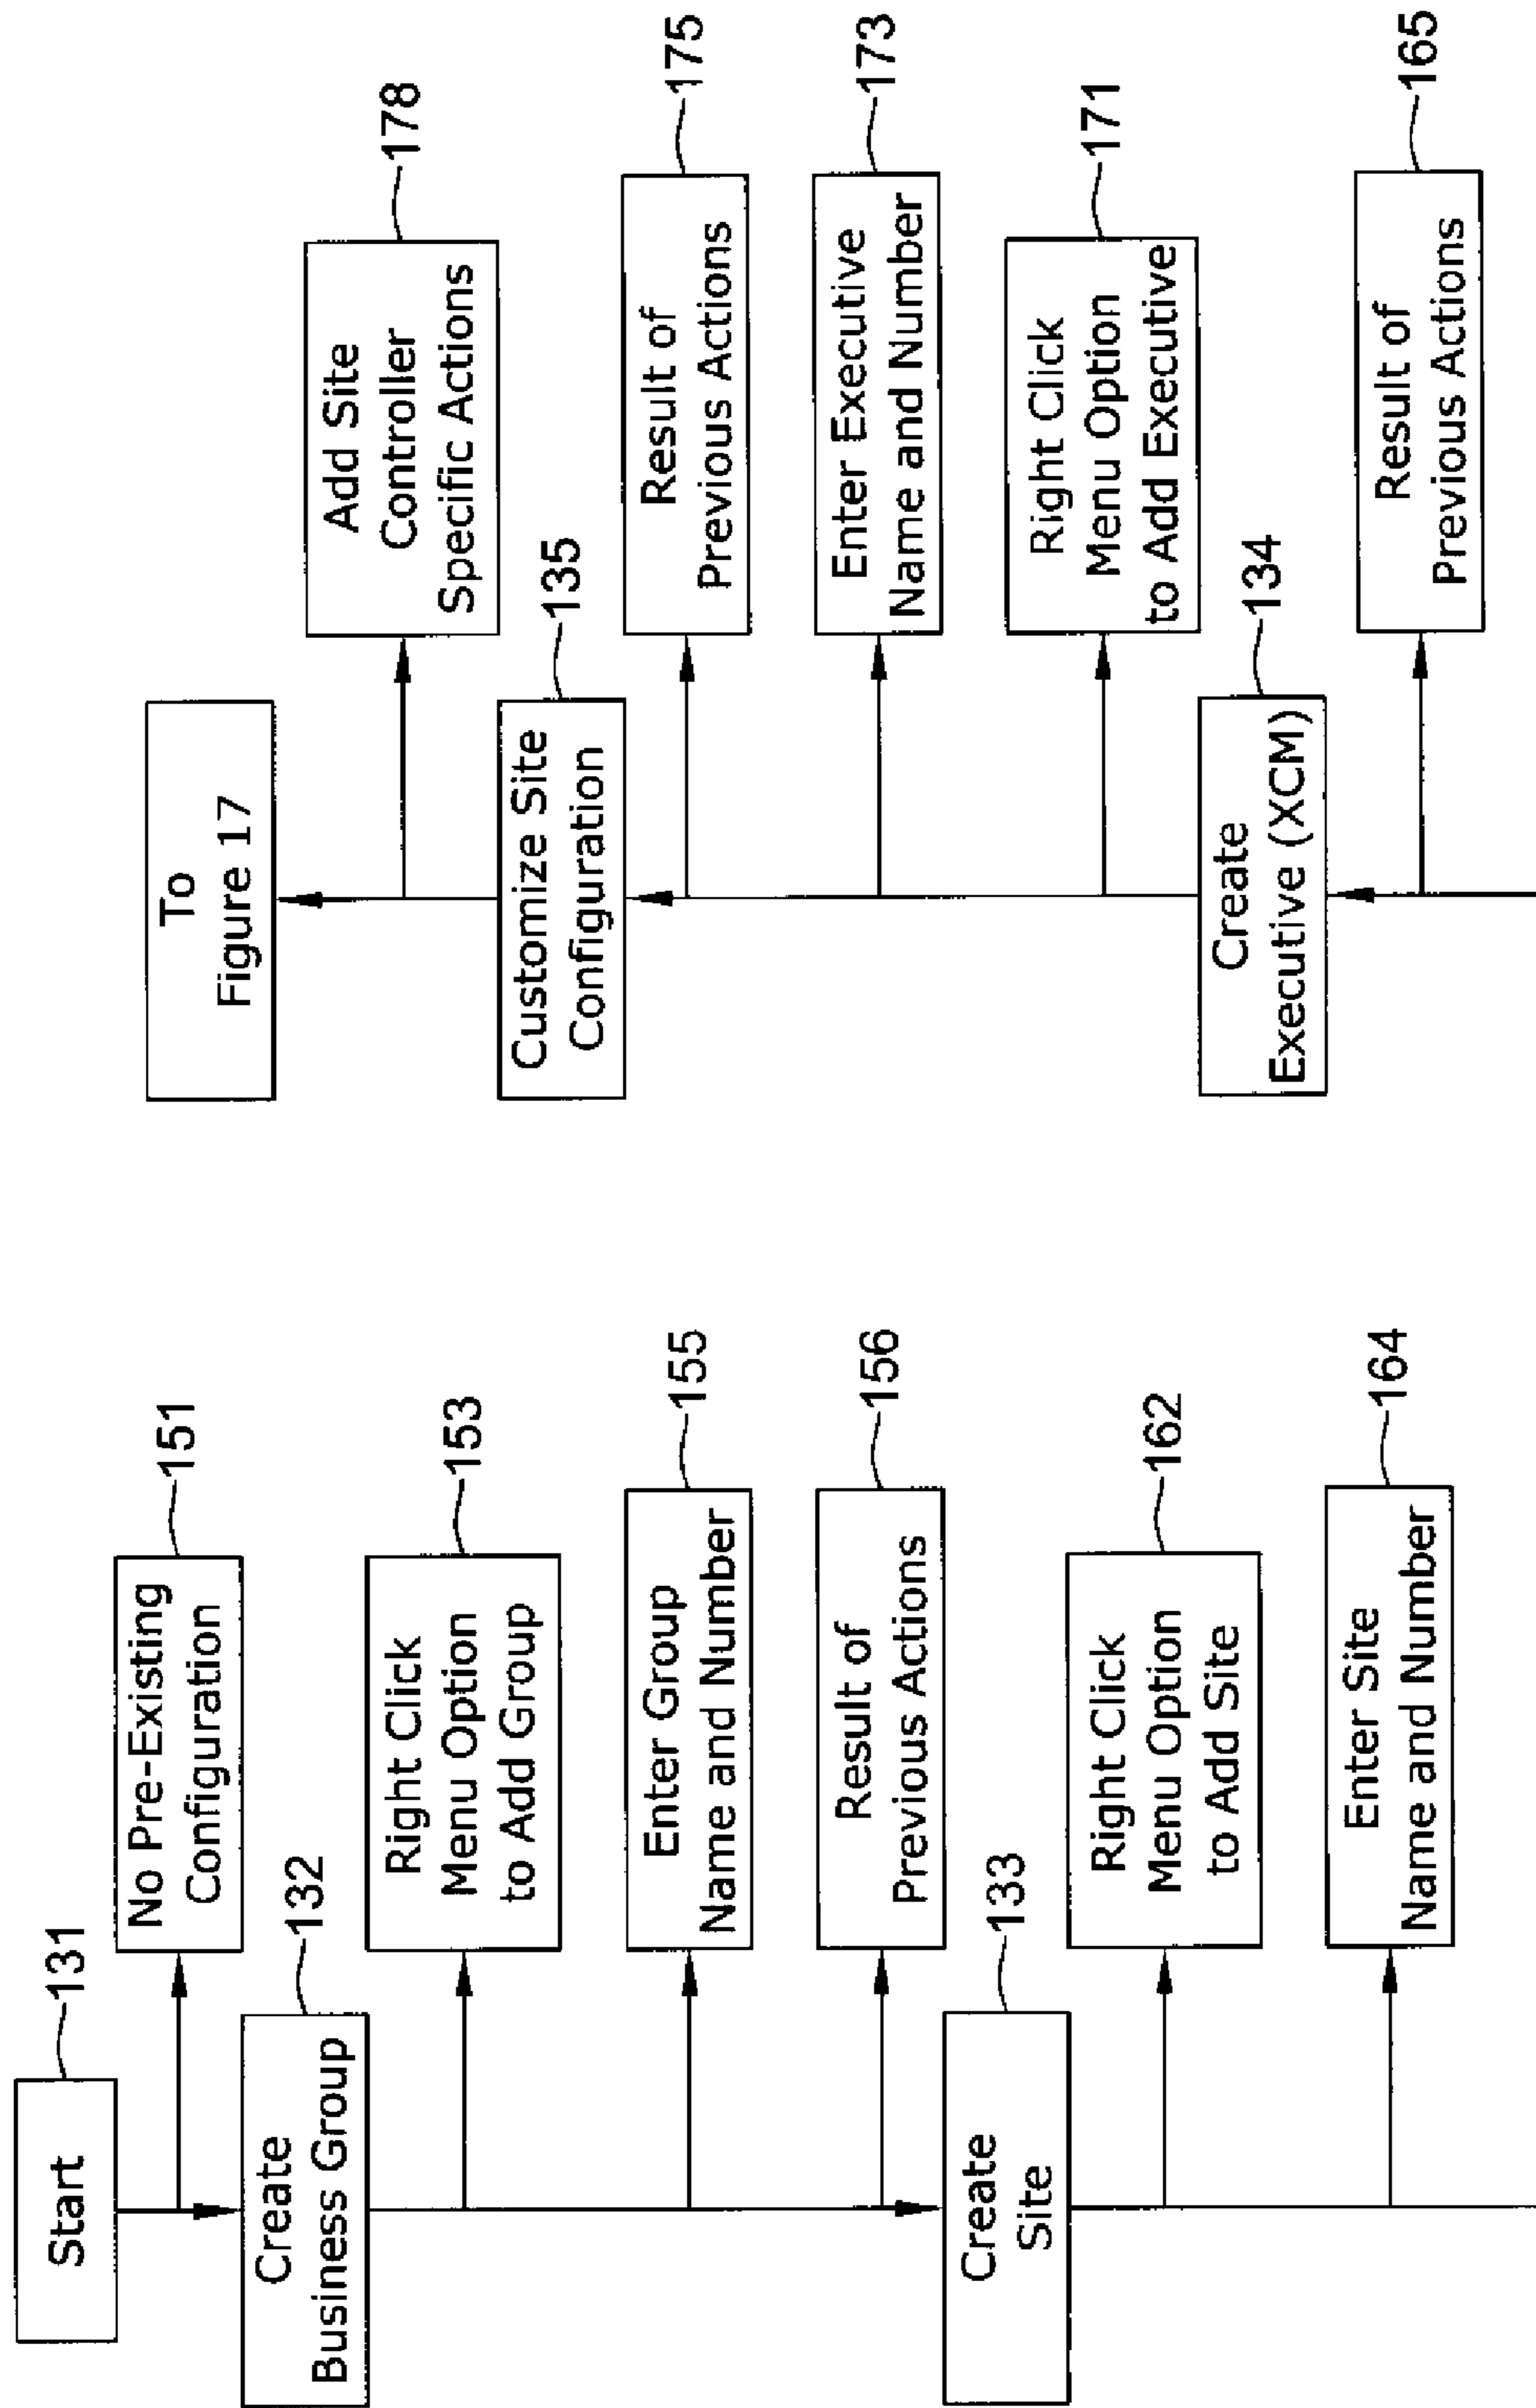 Start
131
No Pre-Existing
Configuration
151
Create
Business Group
132
Right Click
Menu Option
to Add Group
153
Enter Group
Name and Number
155
Result of
Previous Actions
156
Create
Site
133
Right Click
Menu Option
to Add Site
162
Enter Site
Name and Number
164
Result of
Previous Actions
165
Create
Executive (XCM)
134
Right Click
Menu Option
to Add Executive
171
Enter Executive
Name and Number
173
Result of
Previous Actions
175
Customize Site
Configuration
135
Add Site
Controller
Specific Actions
178
To
Figure 17